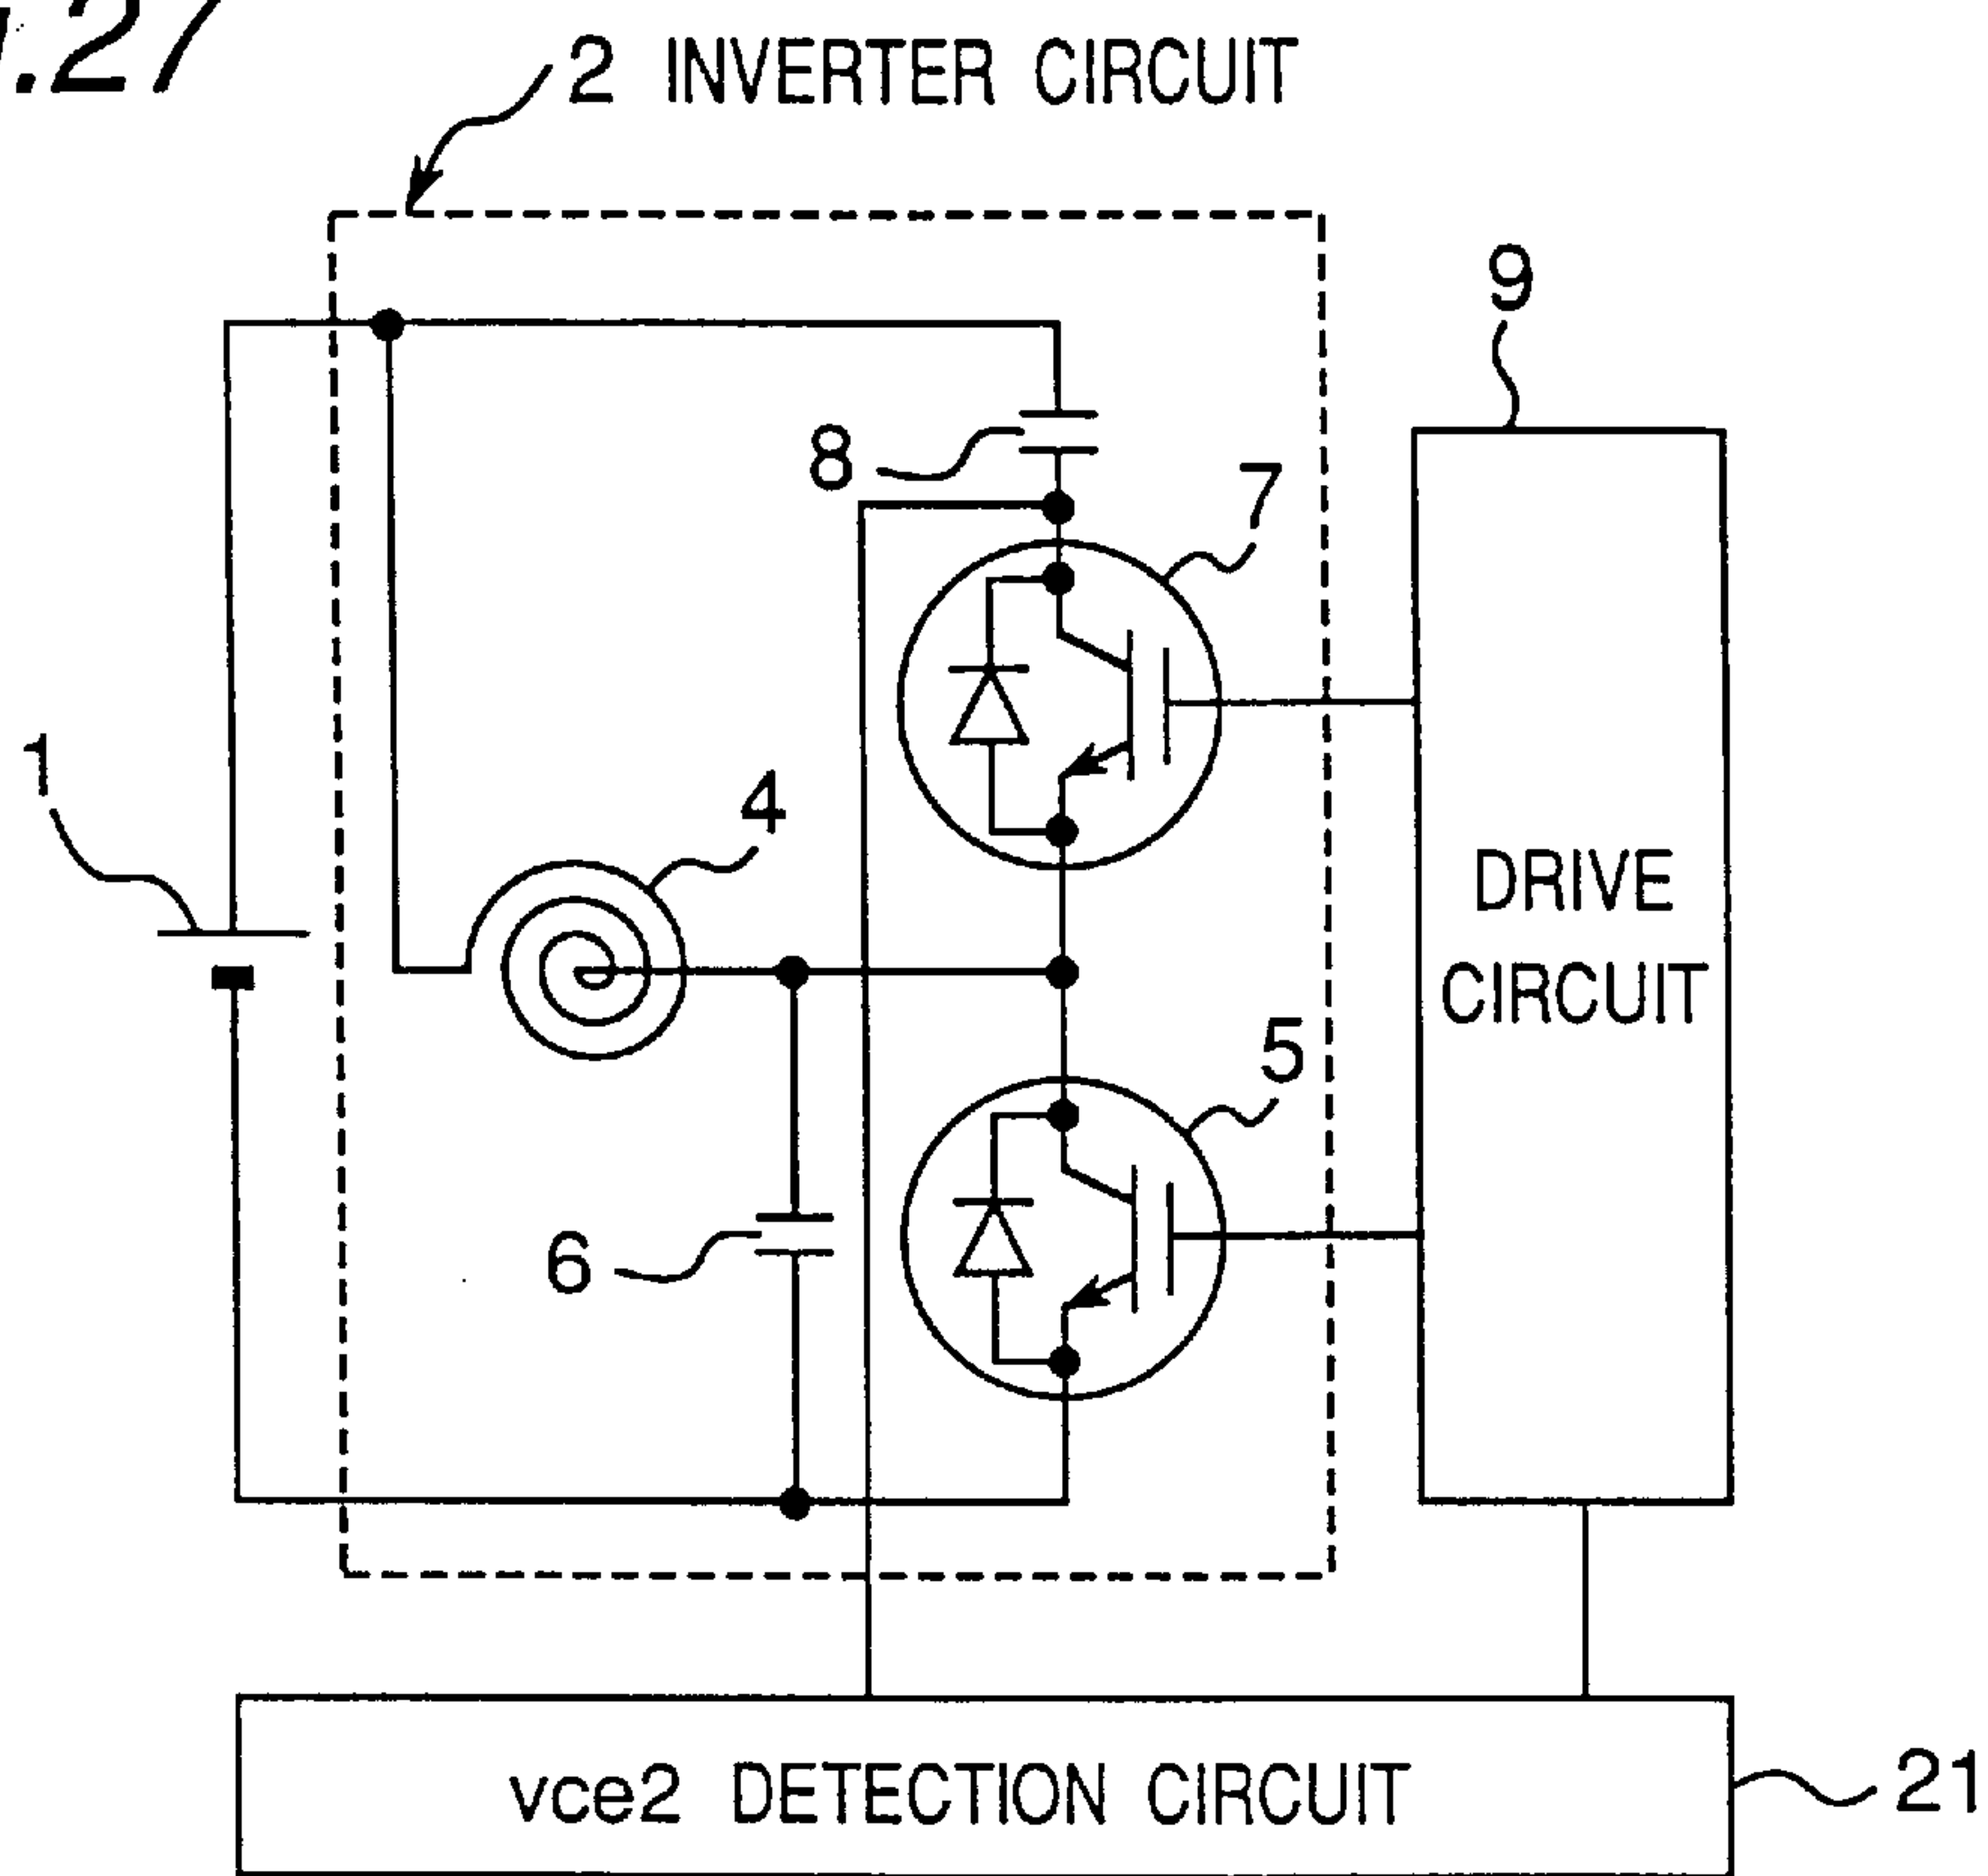 .27
2 INVERTER CIRCUIT
9
8
7
1
4
DRIVE
CIRCUIT
5
6
vce2 DETECTION CIRCUIT
21